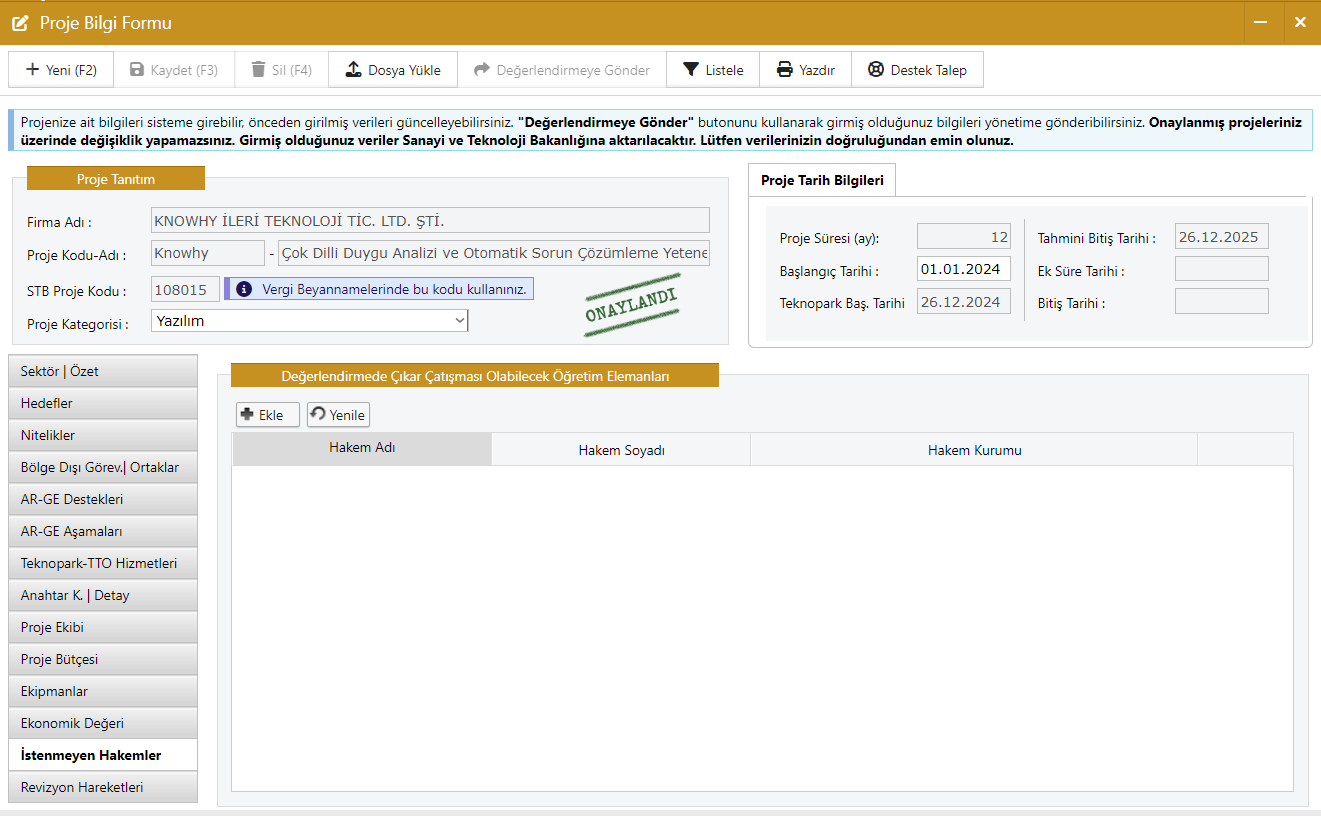 Proje Bilgi Formu
Yeni (F2)
Kaydet (F3)
Sil (F4)
Dosya Yükle
Değerlendirmeye Gönder
Listele
Yazdır
Destek Talep
Projenize ait bilgileri sisteme girebilir, önceden girilmiş verileri güncelleyebilirsiniz. "Değerlendirmeye Gönder" butonunu kullanarak girmiş olduğunuz bilgileri yönetime gönderibilirsiniz. Onaylanmış projeleriniz
üzerinde değişiklik yapamazsınız. Girmiş olduğunuz veriler Sanayi ve Teknoloji Bakanlığına aktarılacaktır. Lütfen verilerinizin doğruluğundan emin olunuz.
Proje Tanıtım
Firma Adı :
KNOWHY İLERİ TEKNOLOJİ TİC. LTD. ŞTİ.
Proje Kodu-Adı :
Knowhy
- Çok Dilli Duygu Analizi ve Otomatik Sorun Çözümleme Yetene
STB Proje Kodu :
108015
Vergi Beyannamelerinde bu kodu kullanınız.
Proje Kategorisi :
Yazılım
ONAYLANDI
Proje Tarih Bilgileri
Proje Süresi (ay):
12
Tahmini Bitiş Tarihi :
26.12.2025
Başlangıç Tarihi :
01.01.2024
Ek Süre Tarihi :
Teknopark Baş. Tarihi
26.12.2024
Bitiş Tarihi :
Sektör | Özet
Hedefler
Nitelikler
Bölge Dışı Görev.| Ortaklar
AR-GE Destekleri
AR-GE Aşamaları
Teknopark-TTO Hizmetleri
Anahtar K. | Detay
Proje Ekibi
Proje Bütçesi
Ekipmanlar
Ekonomik Değeri
İstenmeyen Hakemler
Revizyon Hareketleri
Değerlendirmede Çıkar Çatışması Olabilecek Öğretim Elemanları
Ekle
Yenile
Hakem Adı
Hakem Soyadı
Hakem Kurumu